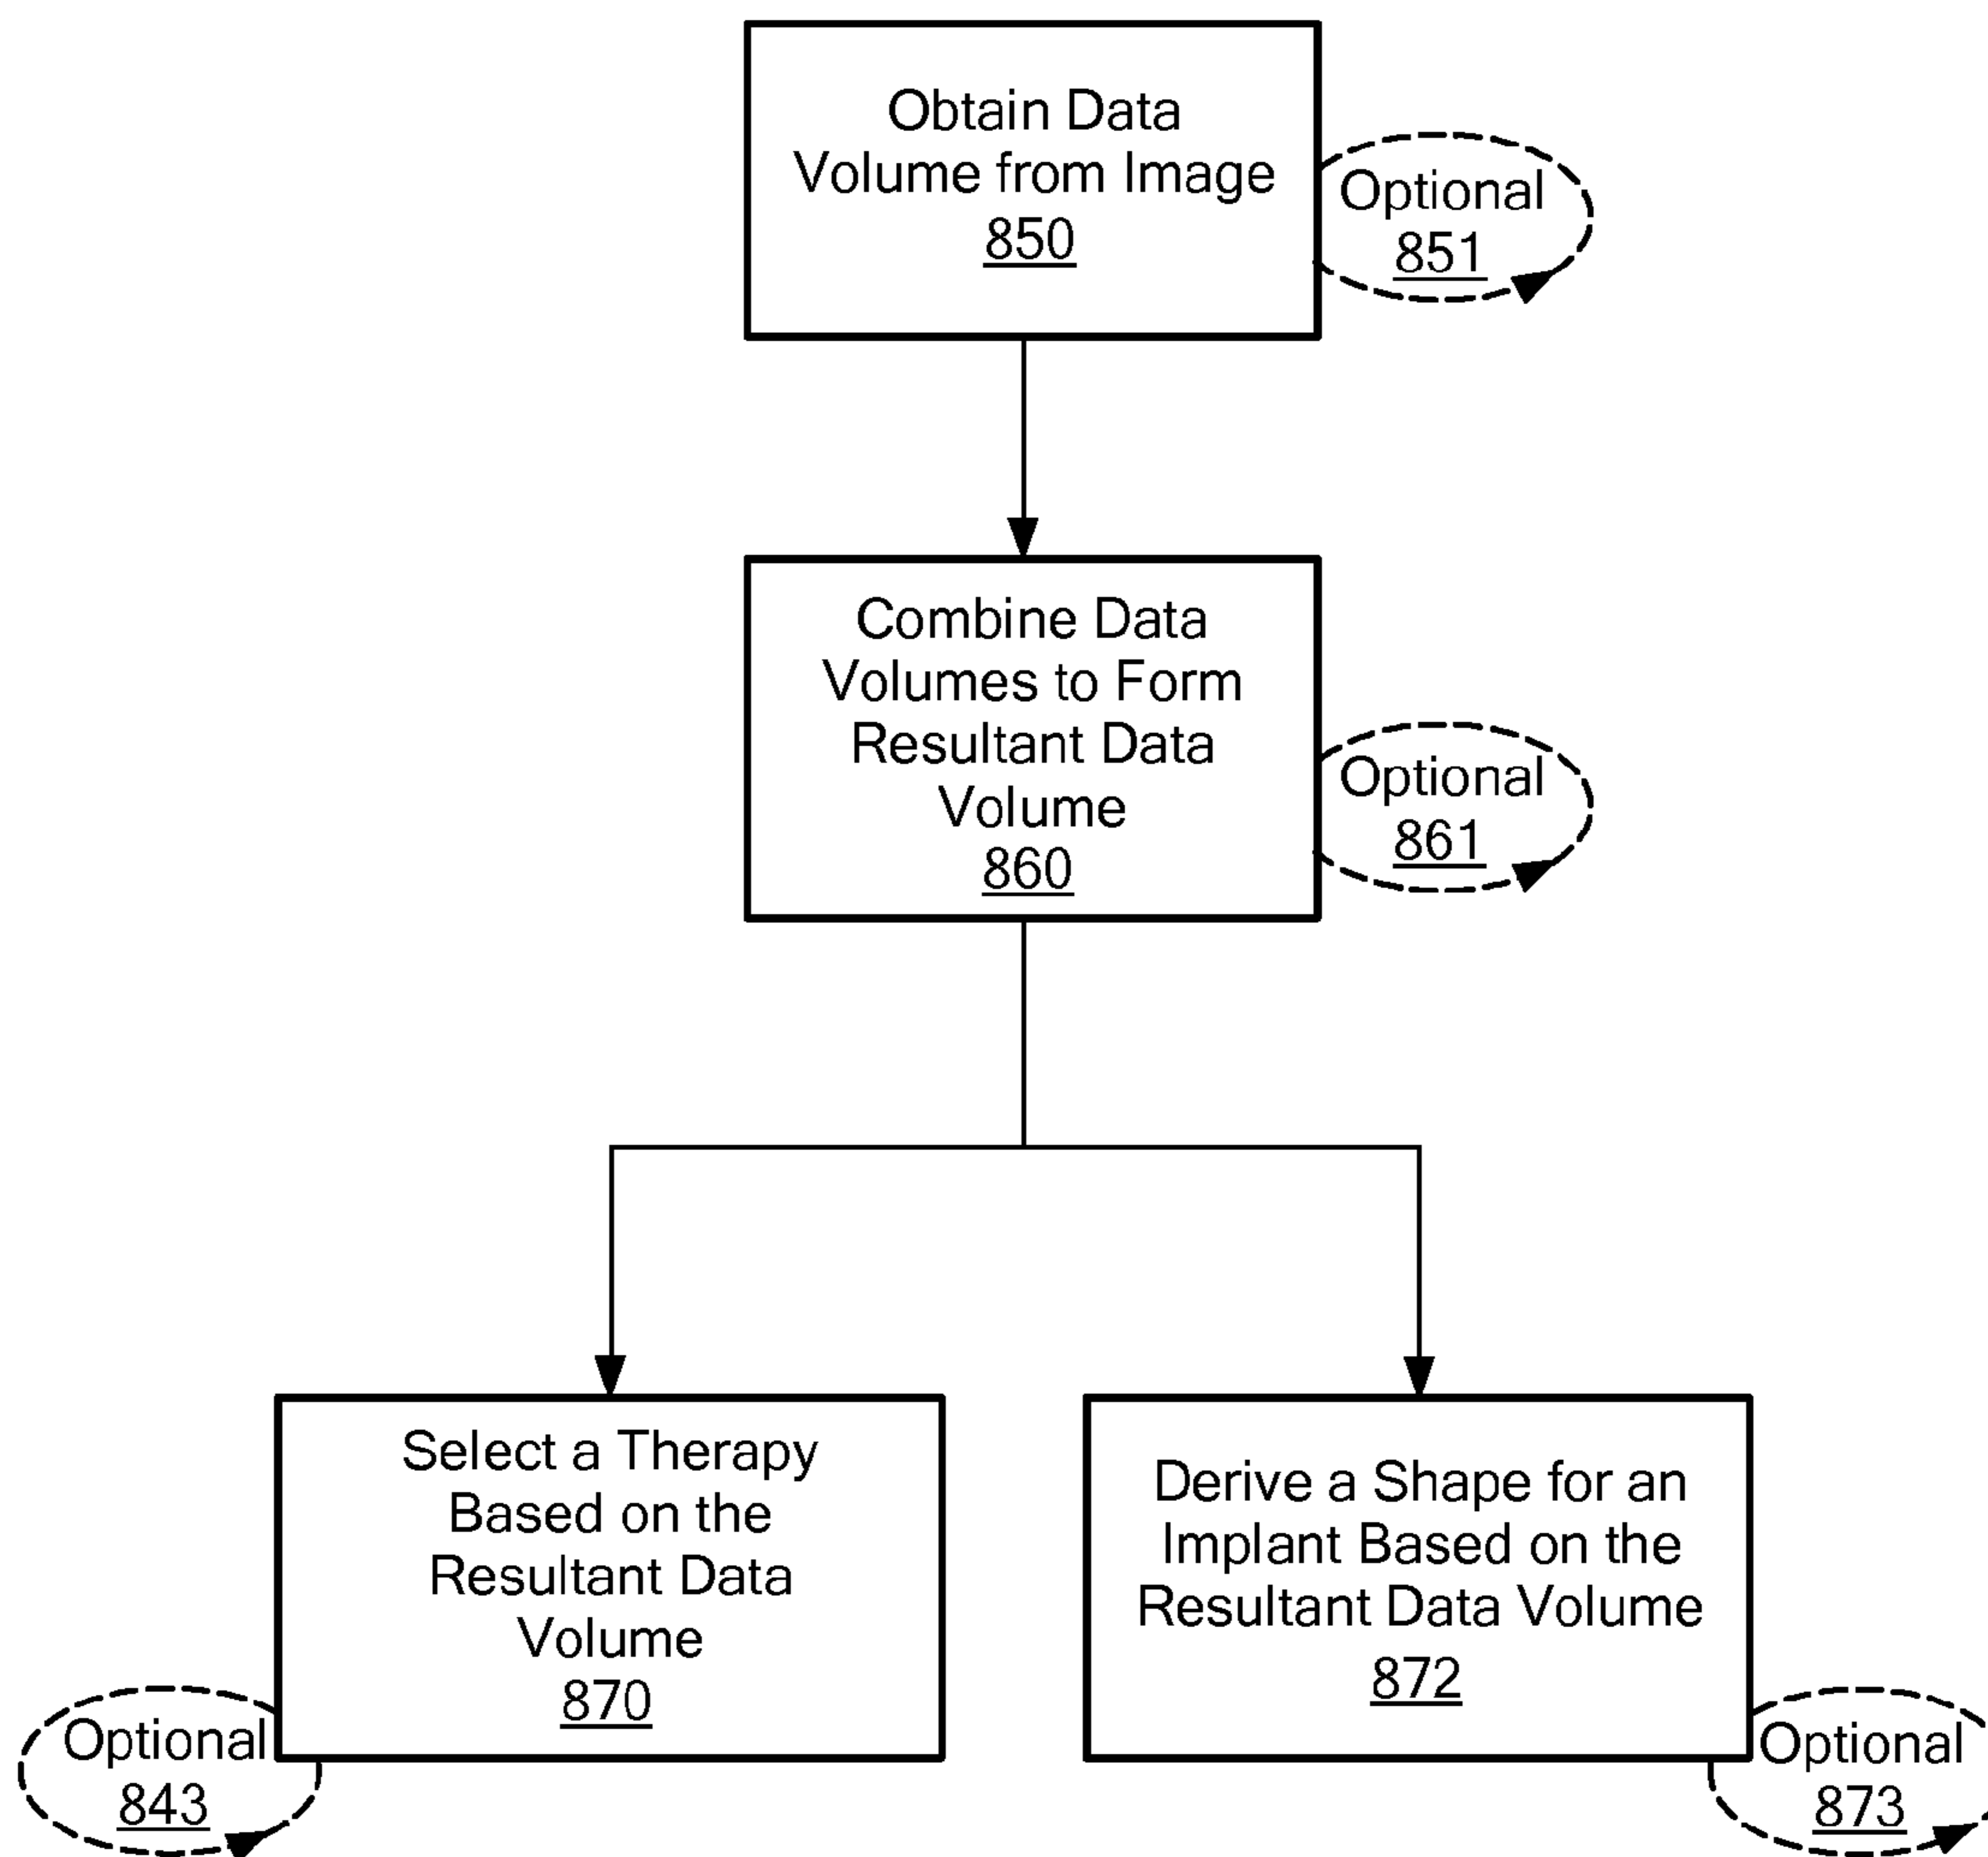 Obtain Data
Volume from Image
850
Optional
851
Combine Data
Volumes to Form
Resultant Data
Volume
860
Optional
861
Select a Therapy
Based on the
Resultant Data
Volume
870
Optional
843
Derive a Shape for an
Implant Based on the
Resultant Data Volume
872
Optional
873